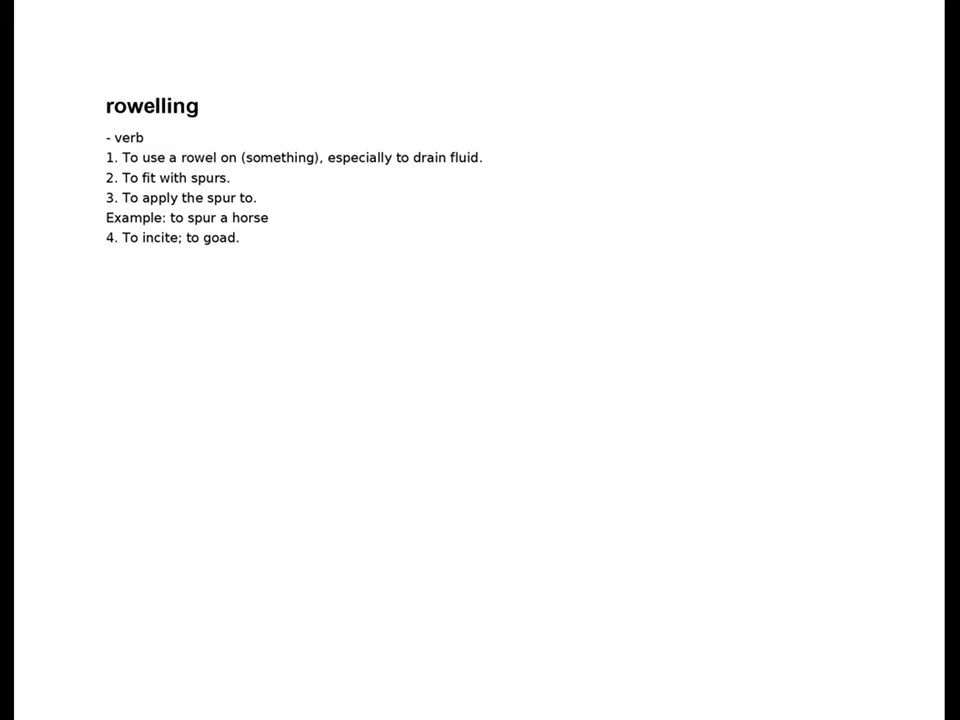 rowelling
- verb
1. To use a rowel on (something), especially to drain fluid.
2. To fit with spurs.
3. To apply the spur to.
Example: to spur a horse
4. To incite; to goad.